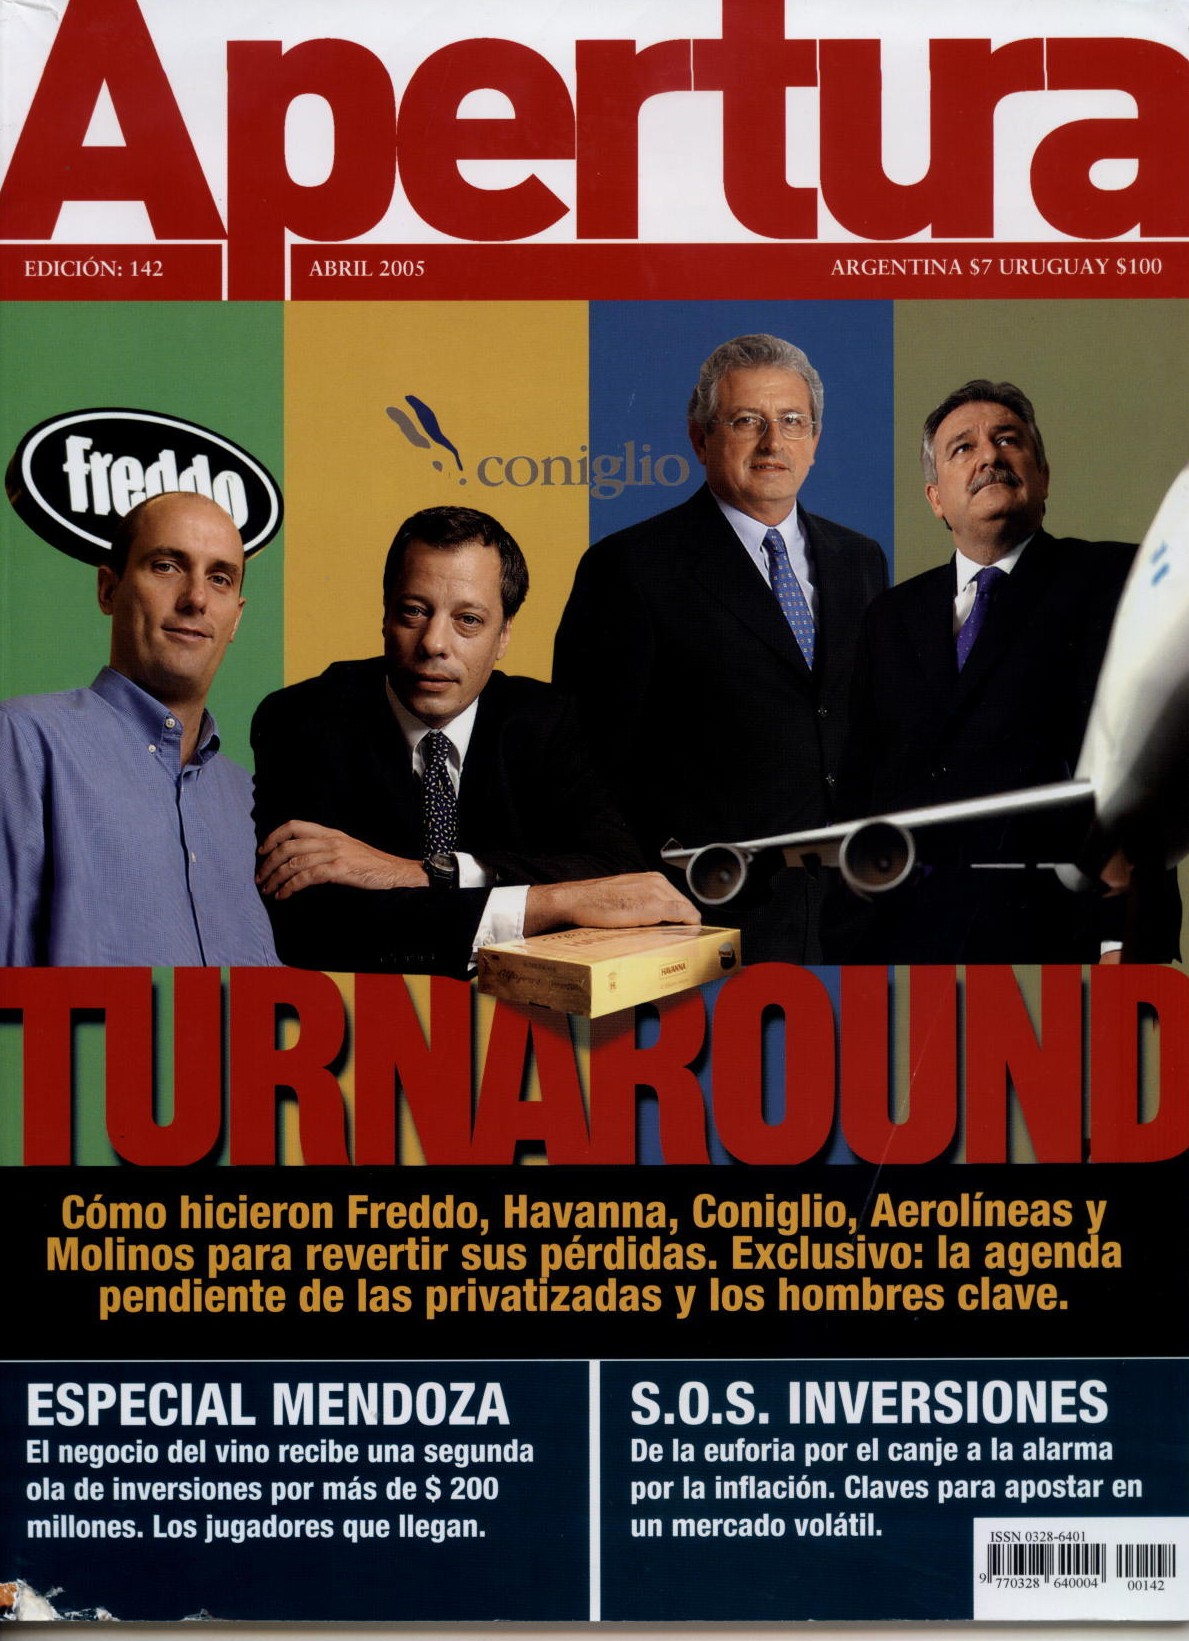 Apertura
EDICIÓN: 142
ABRIL 2005
ARGENTINA $7 URUGUAY $100
freddo
coniglio
HAVANNA
TURNAROUND
Cómo hicieron Freddo, Havanna, Coniglio, Aerolíneas y
Molinos para revertir sus pérdidas. Exclusivo: la agenda
pendiente de las privatizadas y los hombres clave.
ESPECIAL MENDOZA
El negocio del vino recibe una segunda
ola de inversiones por más de $ 200
millones. Los jugadores que llegan.
S.O.S. INVERSIONES
De la euforia por el canje a la alarma
por la inflación. Claves para apostar en
un mercado volátil.
ISSN 0328-6401
9 770328 640004
00142